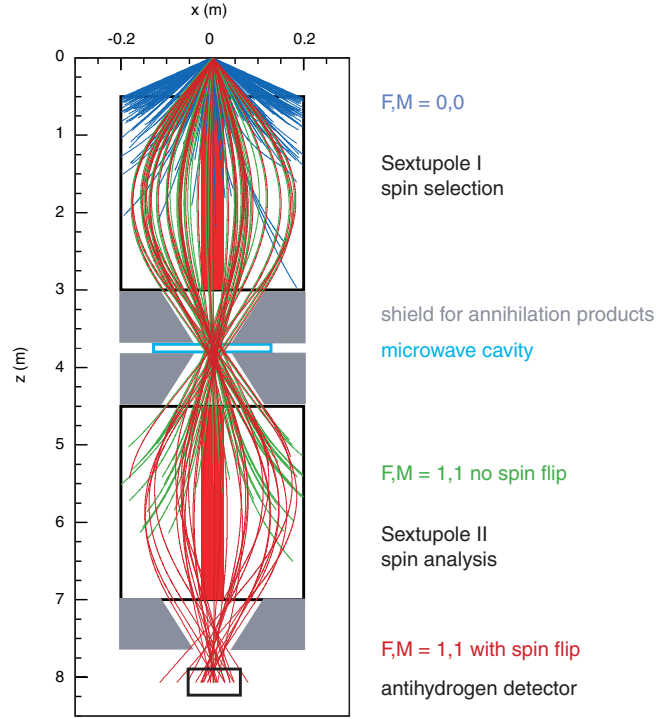 x (m)
-0.2 0 0.2
0
1
2
3
4
5
6
7
8
z (m)
F,M = 0,0
Sextupole I
spin selection
shield for annihilation products
microwave cavity
F,M = 1,1 no spin flip
Sextupole II
spin analysis
F,M = 1,1 with spin flip
antihydrogen detector